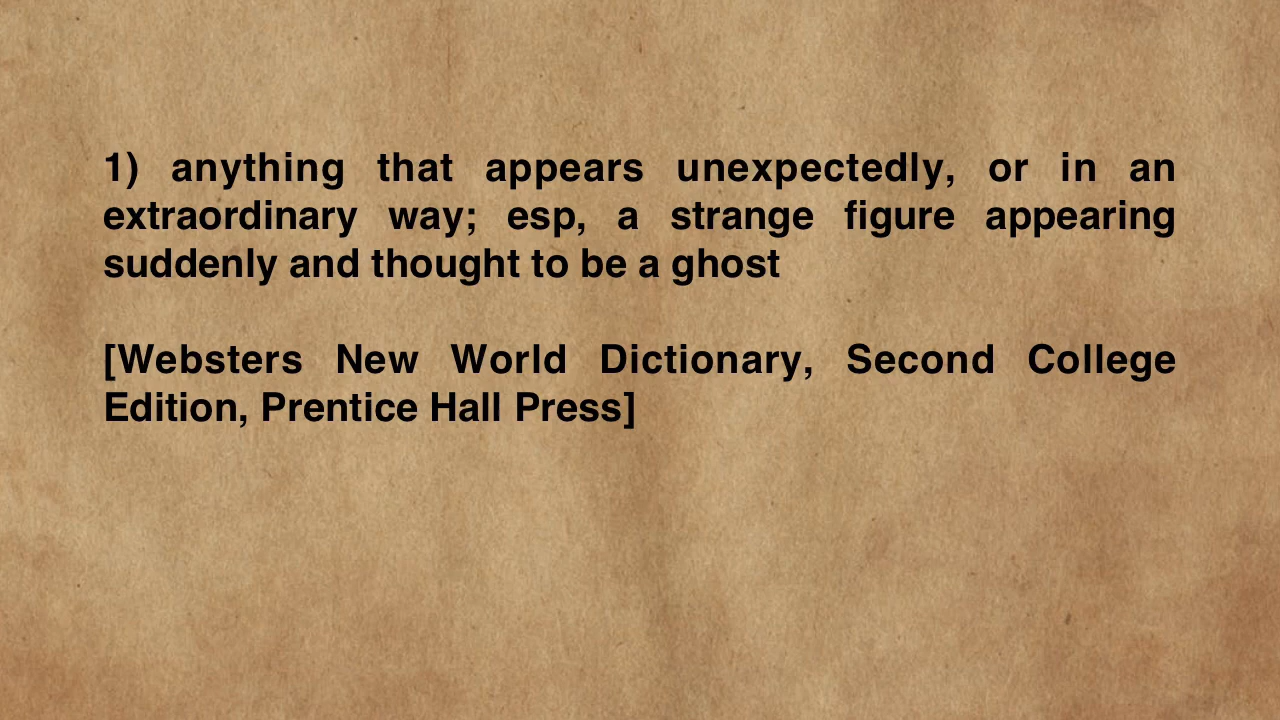 1) anything that appears unexpectedly, or in an
extraordinary way; esp, a strange figure appearing
suddenly and thought to be a ghost
[Websters New World Dictionary, Second College
Edition, Prentice Hall Press]